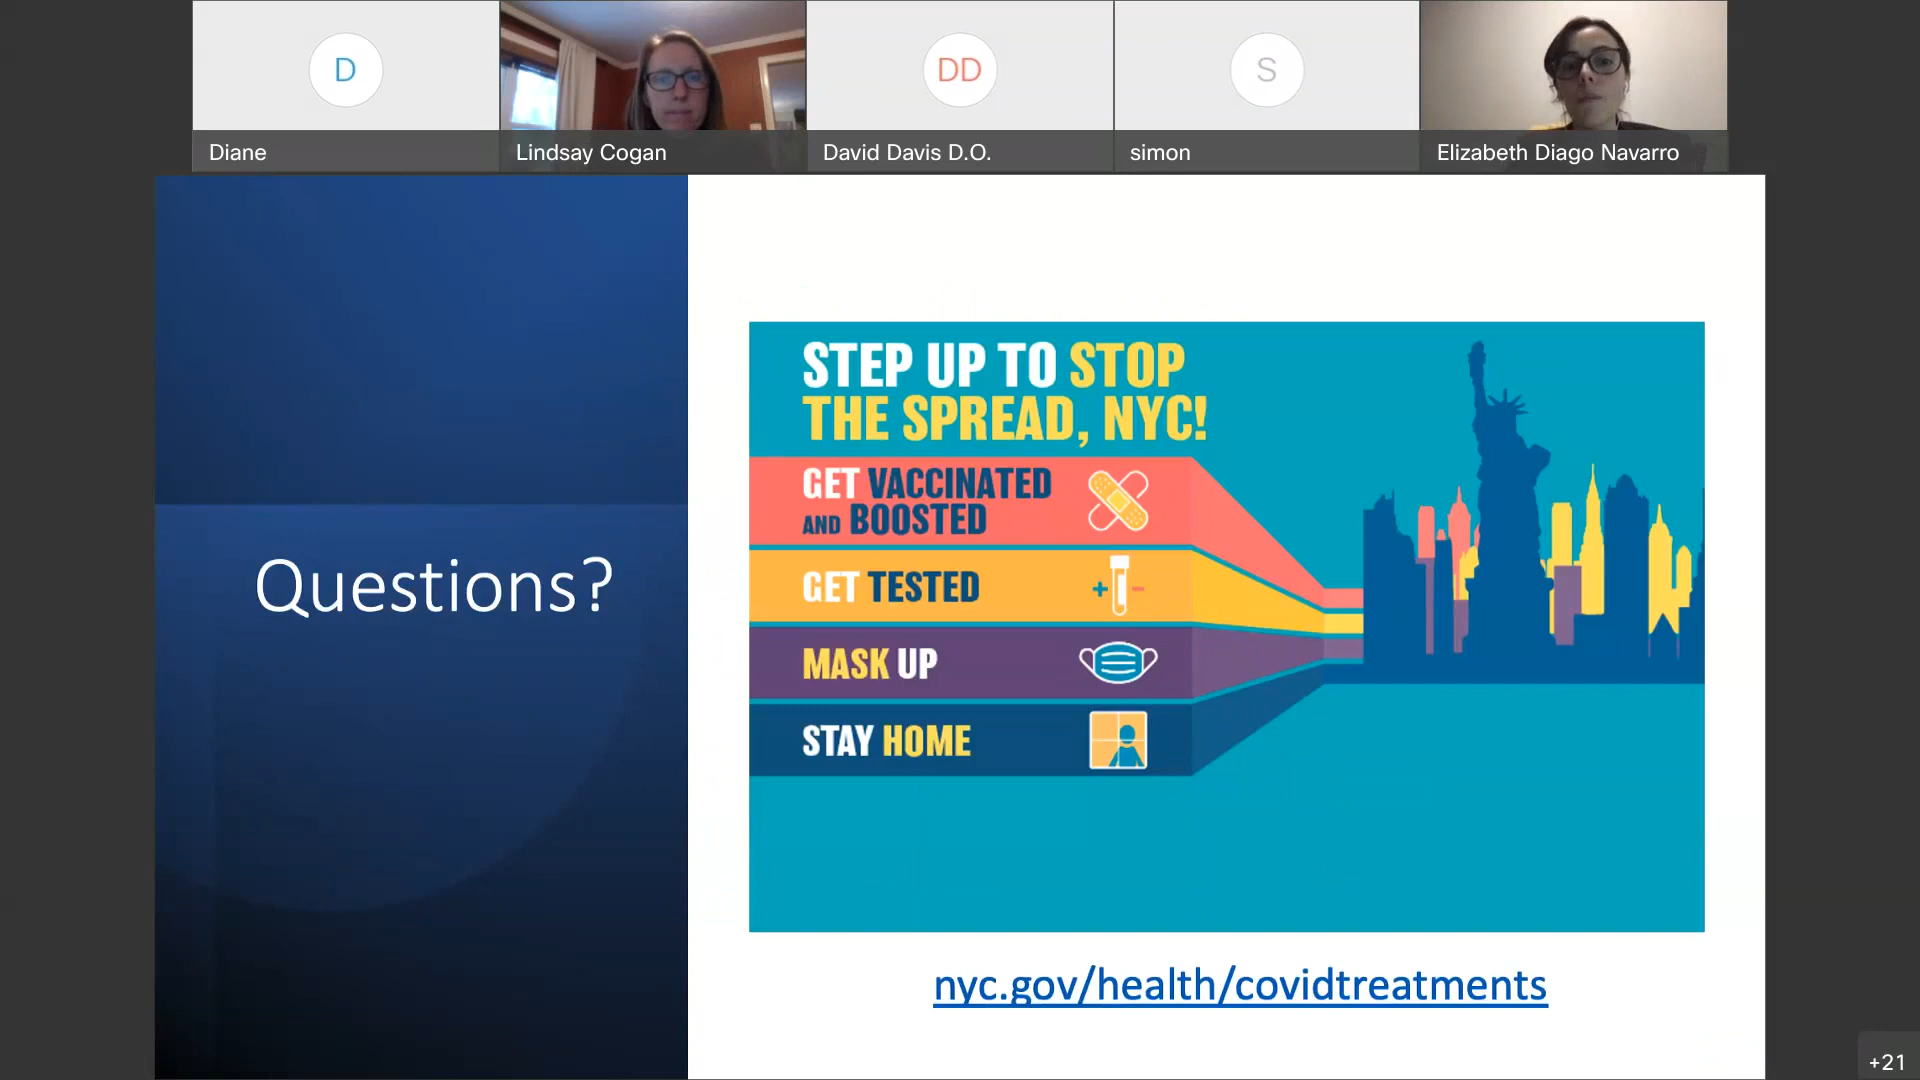 D
DD
S
Diane
Lindsay Cogan
David Davis D.O.
simon
Elizabeth Diago Navarro
Questions?
STEP UP TO STOP
THE SPREAD, NYC!
GET VACCINATED
AND BOOSTED
GET TESTED
MASK UP
STAY HOME
nyc.gov/health/covidtreatments
+21